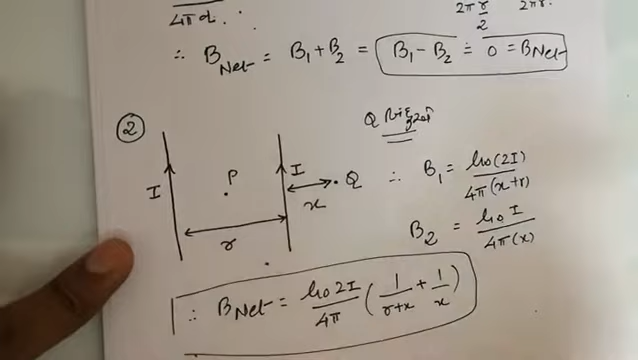 4πd.
2π r/2   2πr.
∴ B_Net = B₁ + B₂ = B₁ - B₂ = 0 = B_Net
②
I
P
I
Q
x
r
∴ B₁ = μ₀(2I) / 4π(x+r)
B₂ = μ₀ I / 4π(x)
∴ B_Net = μ₀ 2I / 4π ( 1/(r+x) + 1/x )